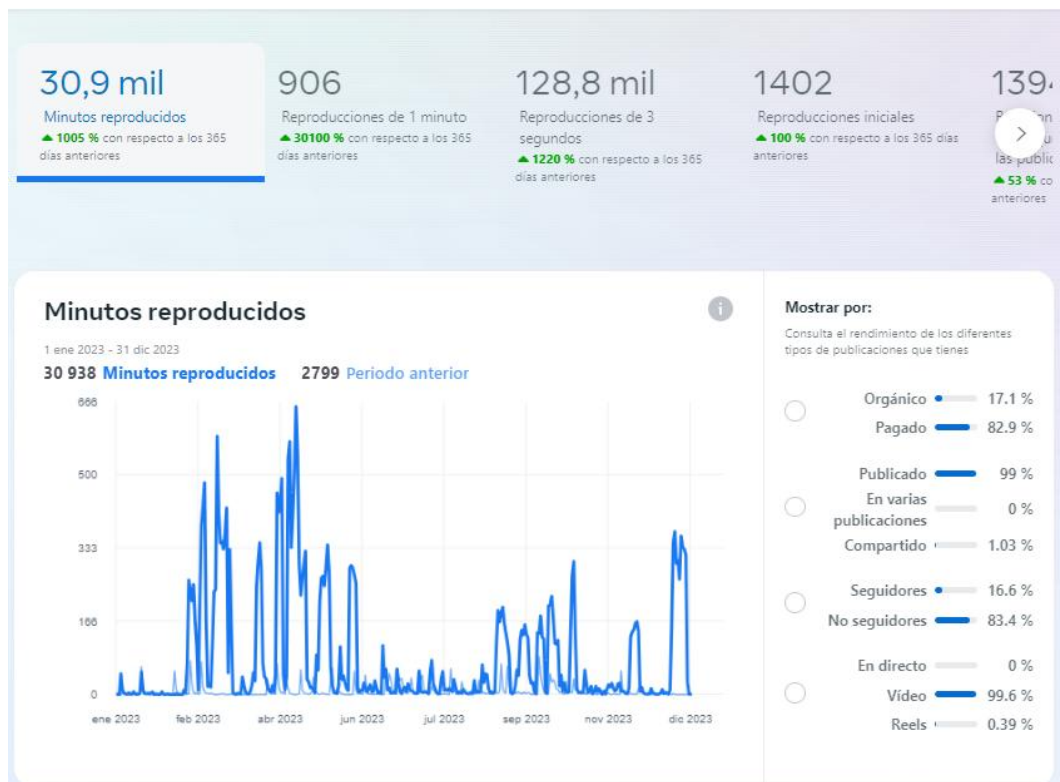 30,9 mil
Minutos reproducidos
1005 % con respecto a los 365
días anteriores
906
Reproducciones de 1 minuto
30100 % con respecto a los 365
días anteriores
128,8 mil
Reproducciones de 3
segundos
1220 % con respecto a los 365
días anteriores
1402
Reproducciones iniciales
100 % con respecto a los 365 días
anteriores
53 % co
anteriores
Minutos reproducidos
1 ene 2023 - 31 dic 2023
30 938 Minutos reproducidos 2799 Periodo anterior
666
500
333
166
0
ene 2023 feb 2023 abr 2023 jun 2023 jul 2023 sep 2023 nov 2023 dic 2023
Mostrar por:
Consulta el rendimiento de los diferentes
tipos de publicaciones que tienes
Orgánico 17.1 %
Pagado 82.9 %
Publicado 99 %
En varias
publicaciones 0 %
Compartido 1.03 %
Seguidores 16.6 %
No seguidores 83.4 %
En directo 0 %
Vídeo 99.6 %
Reels 0.39 %